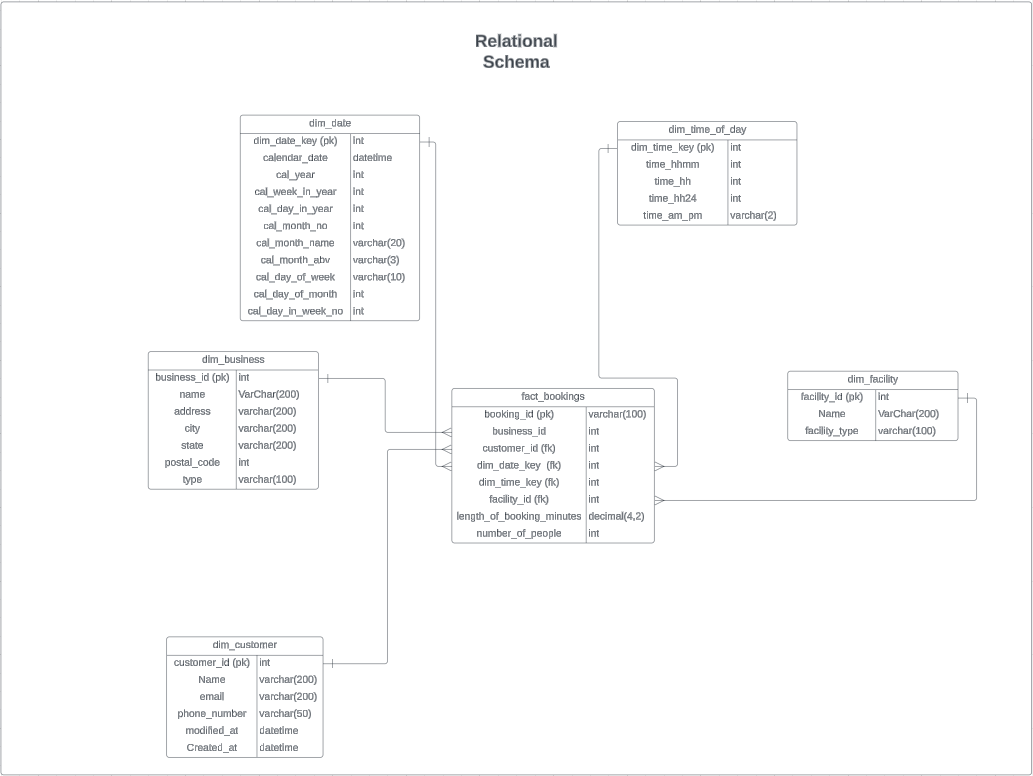 Relational
Schema
dim_date
dim_date_key (pk) int
calendar_date datetime
cal_year int
cal_week_in_year int
cal_day_in_year int
cal_month_no int
cal_month_name varchar(20)
cal_month_abv varchar(3)
cal_day_of_week varchar(10)
cal_day_of_month int
cal_day_in_week_no int
dim_time_of_day
dim_time_key (pk) int
time_hhmm int
time_hh int
time_hh24 int
time_am_pm varchar(2)
dim_business
business_id (pk) int
name VarChar(200)
address varchar(200)
city varchar(200)
state varchar(200)
postal_code int
type varchar(100)
fact_bookings
booking_id (pk) varchar(100)
business_id int
customer_id (fk) int
dim_date_key (fk) int
dim_time_key (fk) int
facility_id (fk) int
length_of_booking_minutes decimal(4,2)
number_of_people int
dim_facility
facility_id (pk) int
Name VarChar(200)
facility_type varchar(100)
dim_customer
customer_id (pk) int
Name varchar(200)
email varchar(200)
phone_number varchar(50)
modified_at datetime
Created_at datetime